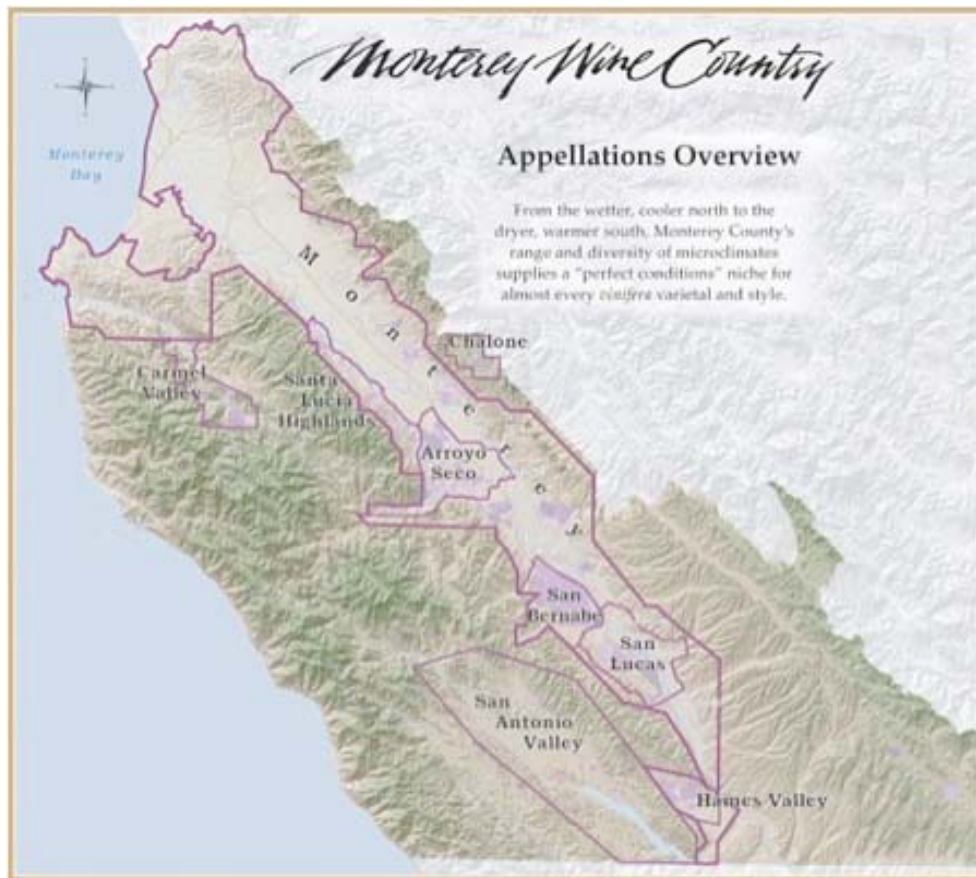 Monterey Wine Country
Appellations Overview
From the wetter, cooler north to the
dryer, warmer south, Monterey County's
range and diversity of microclimates
supplies a “perfect conditions” niche for
almost every vinifera varietal and style.
Monterey
Bay
Monterey
Chalone
Carmel
Valley
Santa
Lucia
Highlands
Arroyo
Seco
San
Bernabe
San
Lucas
San
Antonio
Valley
Hames Valley